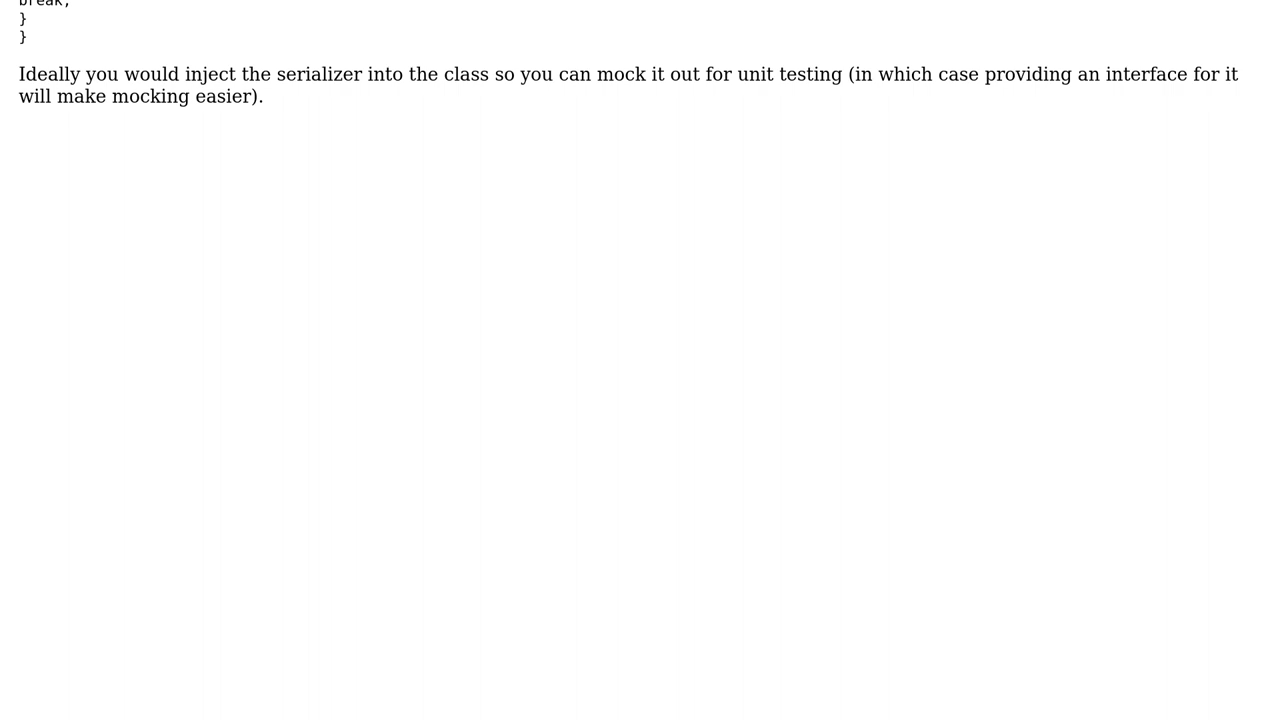 break;
}
}
Ideally you would inject the serializer into the class so you can mock it out for unit testing (in which case providing an interface for it
will make mocking easier).